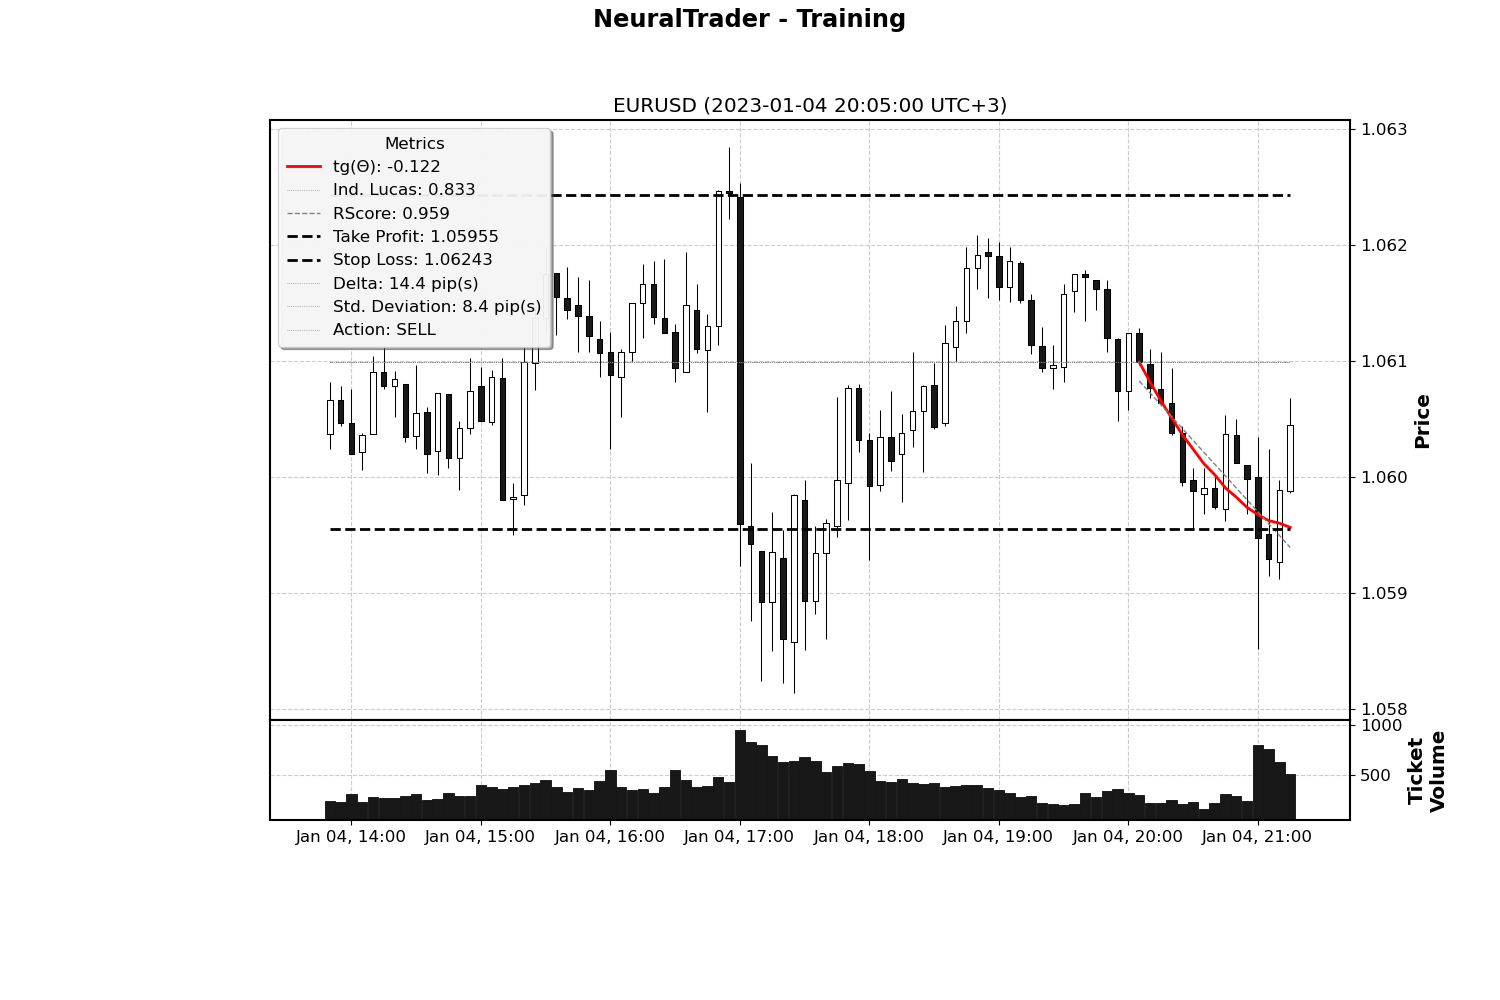 NeuralTrader - Training
EURUSD (2023-01-04 20:05:00 UTC+3)
Metrics
tg(Θ): -0.122
Ind. Lucas: 0.833
RScore: 0.959
Take Profit: 1.05955
Stop Loss: 1.06243
Delta: 14.4 pip(s)
Std. Deviation: 8.4 pip(s)
Action: SELL
1.063
1.062
1.061
1.060
1.059
1.058
Price
1000
500
Ticket
Volume
Jan 04, 14:00
Jan 04, 15:00
Jan 04, 16:00
Jan 04, 17:00
Jan 04, 18:00
Jan 04, 19:00
Jan 04, 20:00
Jan 04, 21:00